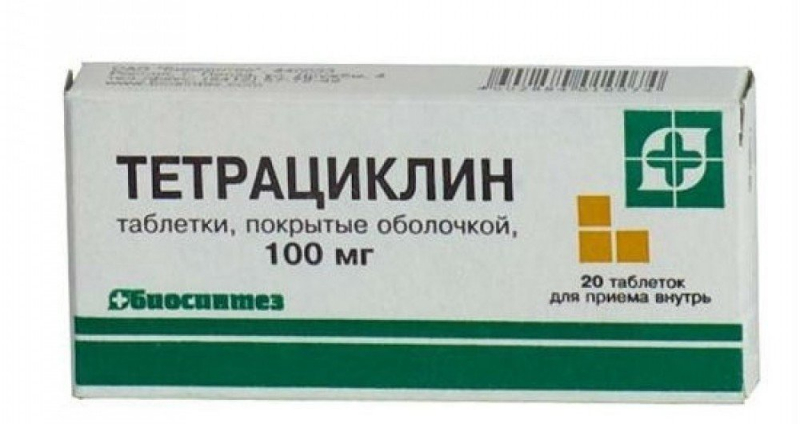 ТЕТРАЦИКЛИН
таблетки, покрытые оболочкой,
100 мг
20 таблеток
для приема внутрь
биосинтез